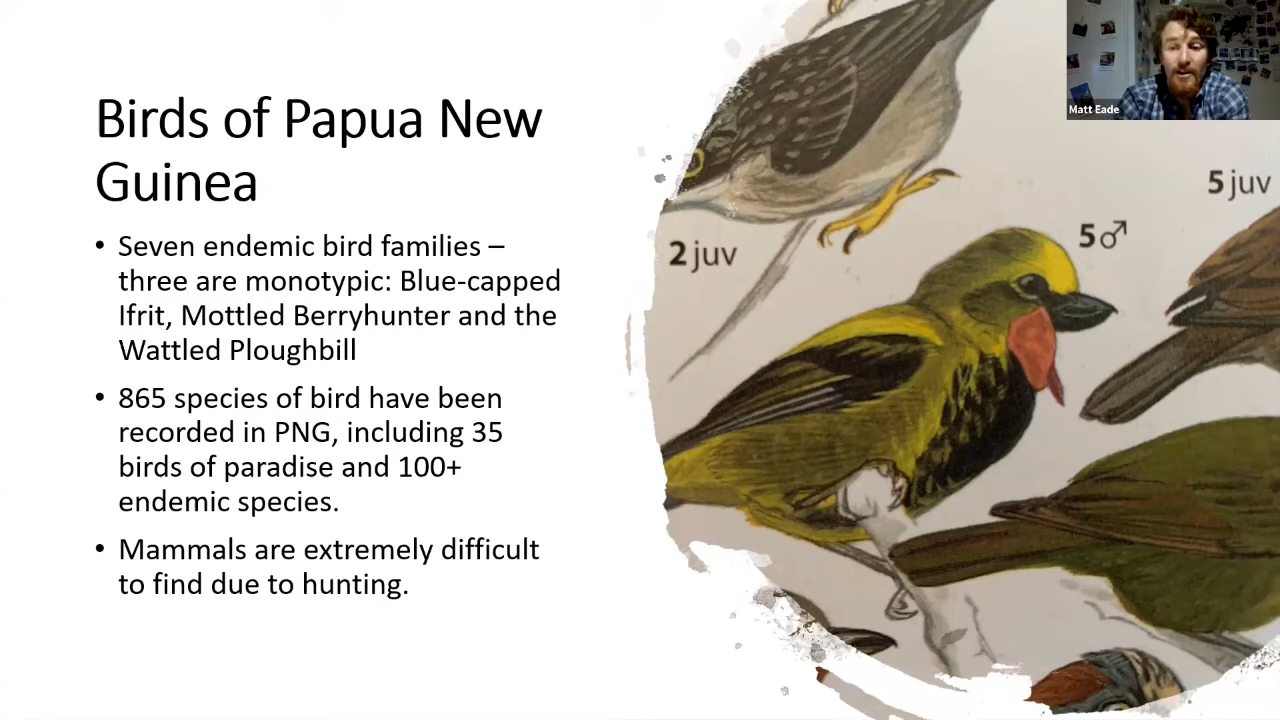 Birds of Papua New
Guinea
• Seven endemic bird families –
three are monotypic: Blue-capped
Ifrit, Mottled Berryhunter and the
Wattled Ploughbill
• 865 species of bird have been
recorded in PNG, including 35
birds of paradise and 100+
endemic species.
• Mammals are extremely difficult
to find due to hunting.
Matt Eade
5 juv
5♂
2 juv